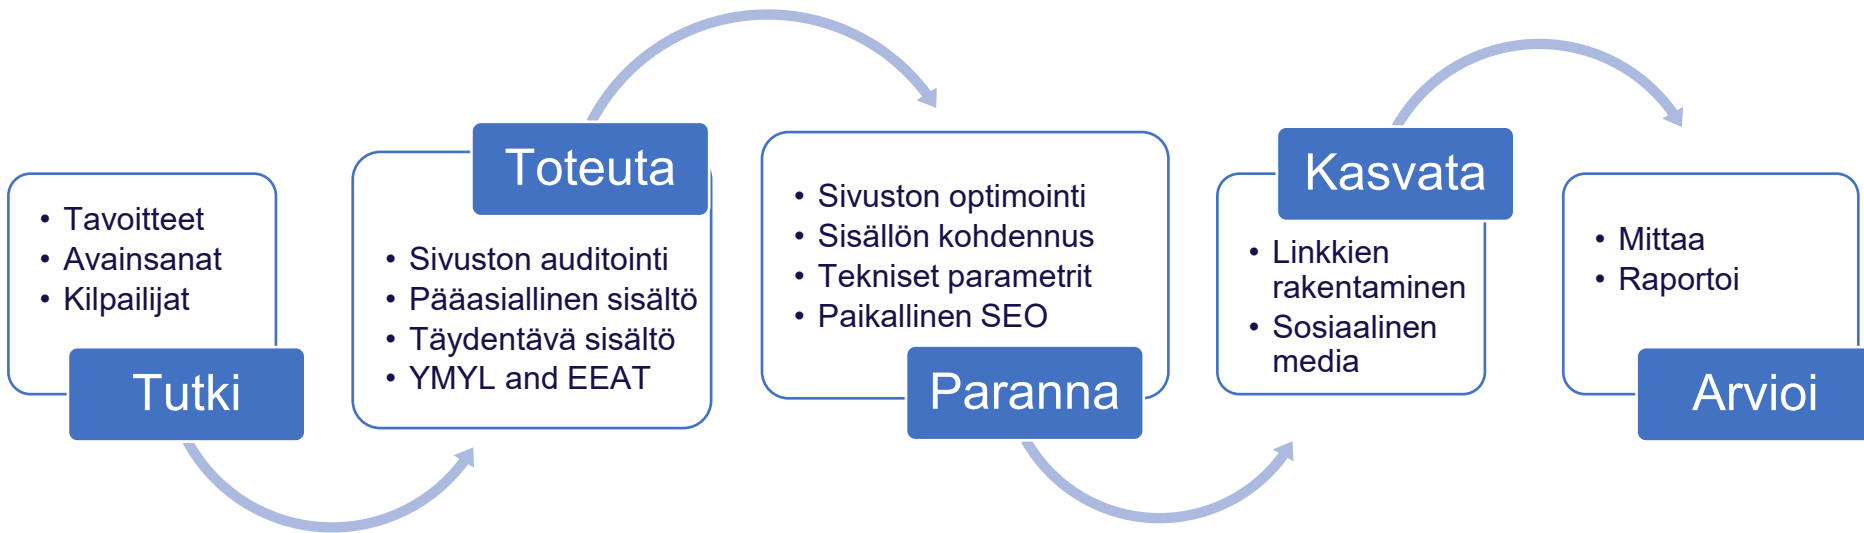 • Tavoitteet
• Avainsanat
• Kilpailijat
Tutki
Toteuta
• Sivuston auditointi
• Pääasiallinen sisältö
• Täydentävä sisältö
• YMYL and EEAT
• Sivuston optimointi
• Sisällön kohdennus
• Tekniset parametrit
• Paikallinen SEO
Paranna
Kasvata
• Linkkien
rakentaminen
• Sosiaalinen
media
• Mittaa
• Raportoi
Arvioi